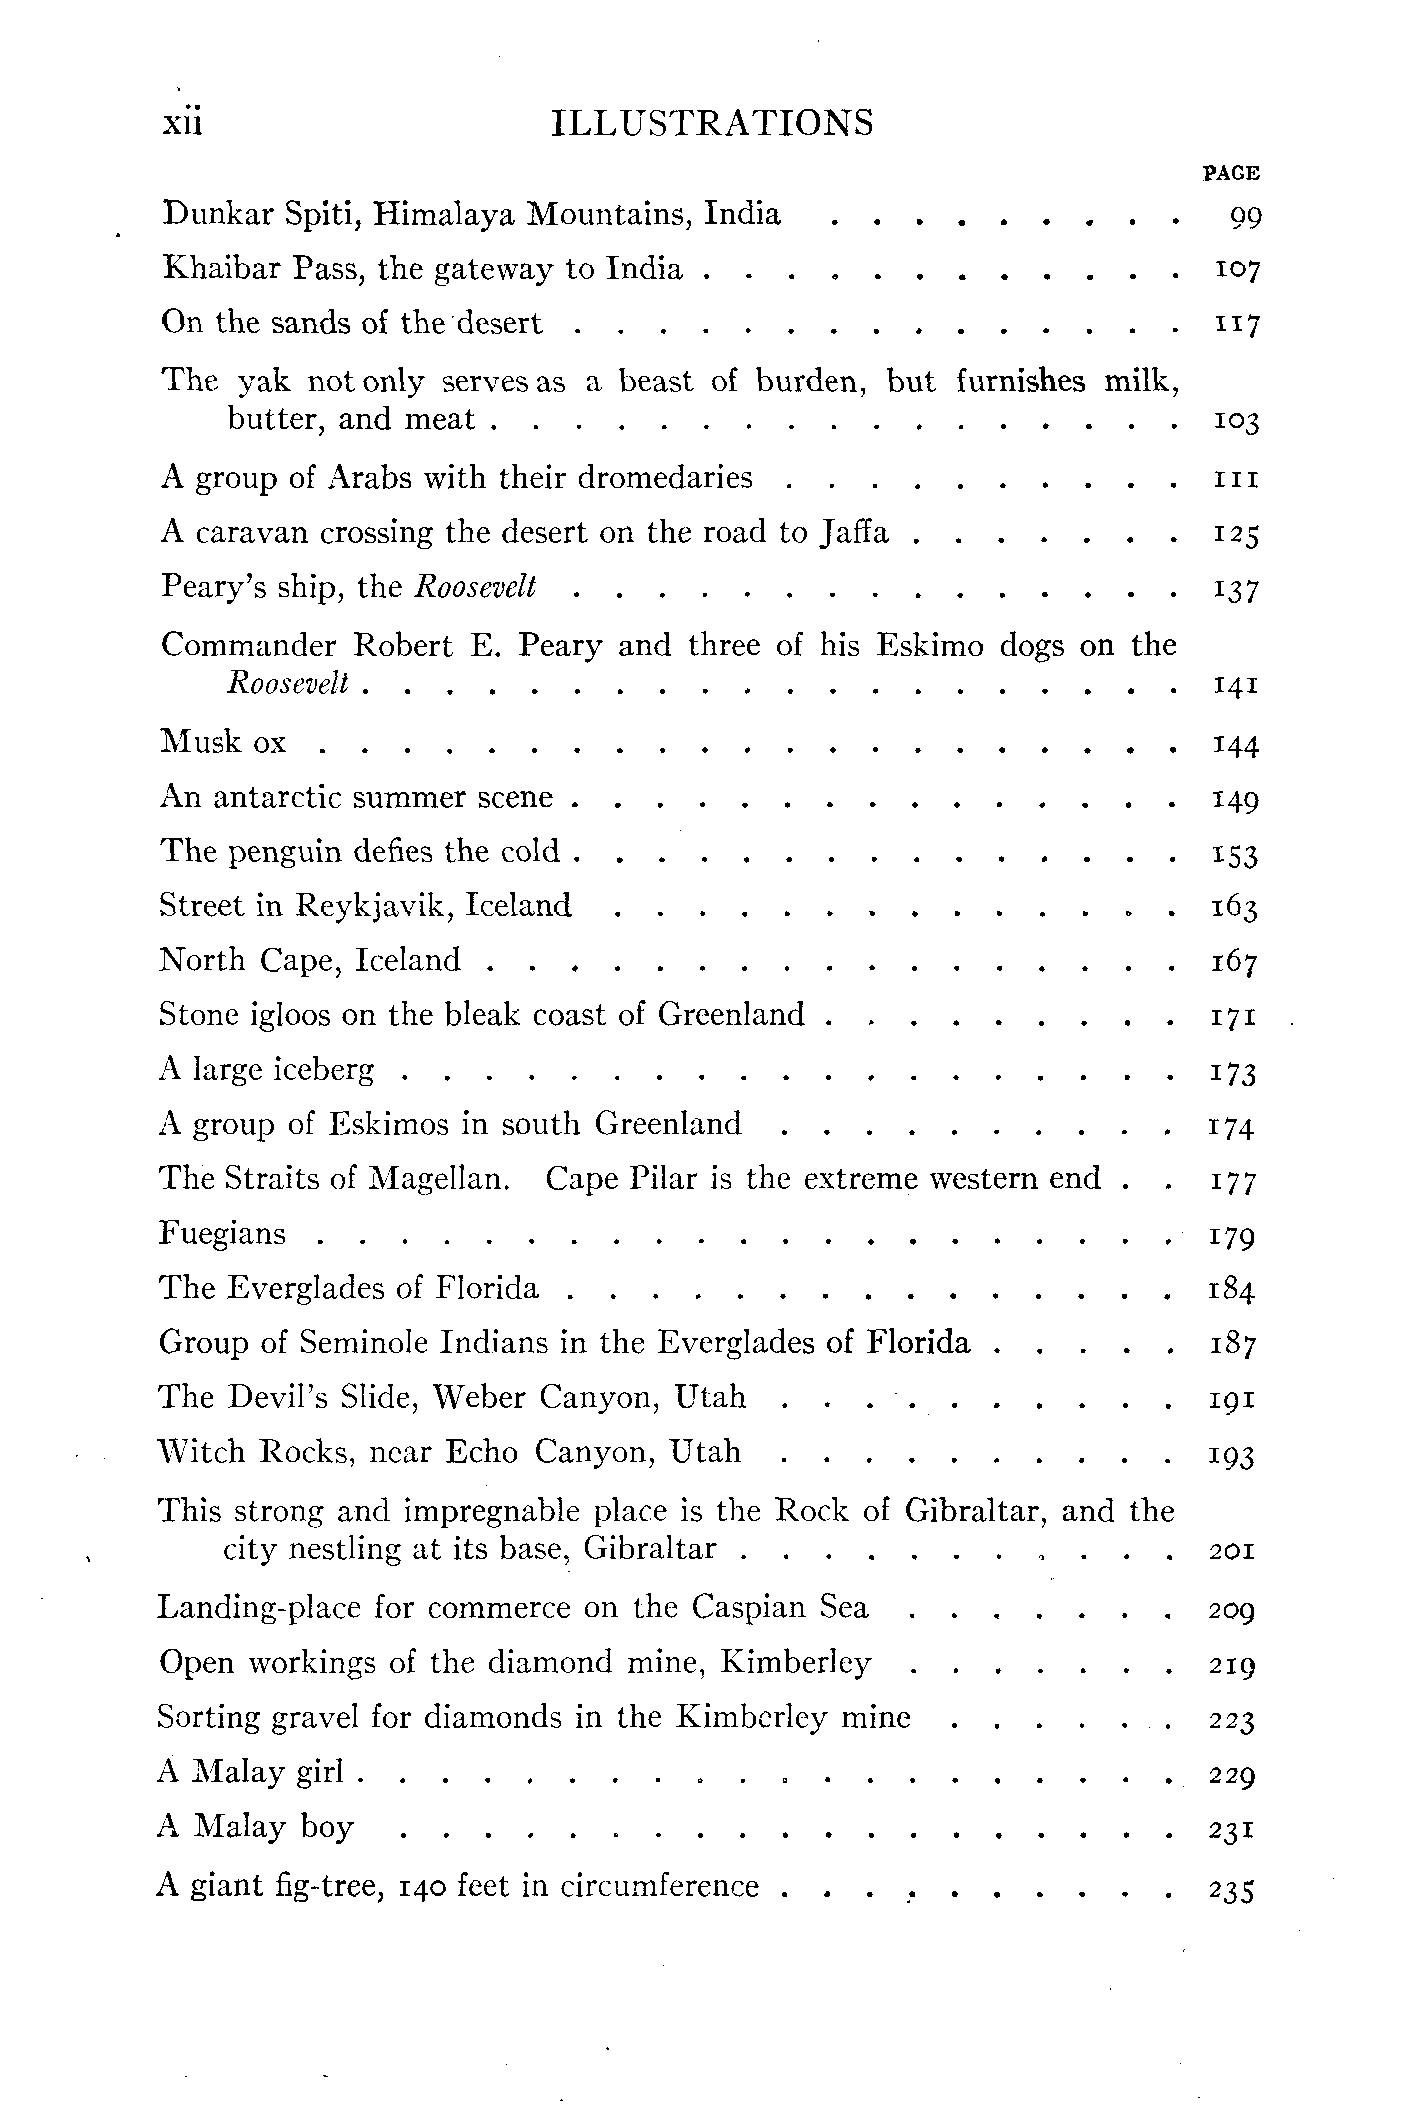 xii ILLUSTRATIONS
PAGE
Dunkar Spiti, Himalaya Mountains, India . . . . . . . . . 99
Khaibar Pass, the gateway to India . . . . . . . . . . . . 107
On the sands of the desert . . . . . . . . . . . . . . . 117
The yak not only serves as a beast of burden, but furnishes milk,
butter, and meat . . . . . . . . . . . . . . . . . 103
A group of Arabs with their dromedaries . . . . . . . . . . 111
A caravan crossing the desert on the road to Jaffa . . . . . . . 125
Peary's ship, the Roosevelt . . . . . . . . . . . . . . . 137
Commander Robert E. Peary and three of his Eskimo dogs on the
Roosevelt . . . . . . . . . . . . . . . . . . . . 141
Musk ox . . . . . . . . . . . . . . . . . . . . . 144
An antarctic summer scene . . . . . . . . . . . . . . . 149
The penguin defies the cold . . . . . . . . . . . . . . . 153
Street in Reykjavik, Iceland . . . . . . . . . . . . . . 163
North Cape, Iceland . . . . . . . . . . . . . . . . . 167
Stone igloos on the bleak coast of Greenland . . . . . . . . . 171
A large iceberg . . . . . . . . . . . . . . . . . . . 173
A group of Eskimos in south Greenland . . . . . . . . . . 174
The Straits of Magellan. Cape Pilar is the extreme western end . . 177
Fuegians . . . . . . . . . . . . . . . . . . . . . 179
The Everglades of Florida . . . . . . . . . . . . . . . 184
Group of Seminole Indians in the Everglades of Florida . . . . . 187
The Devil's Slide, Weber Canyon, Utah . . . . . . . . . . 191
Witch Rocks, near Echo Canyon, Utah . . . . . . . . . . 193
This strong and impregnable place is the Rock of Gibraltar, and the
city nestling at its base, Gibraltar . . . . . . . . . . . 201
Landing-place for commerce on the Caspian Sea . . . . . . . 209
Open workings of the diamond mine, Kimberley . . . . . . . 219
Sorting gravel for diamonds in the Kimberley mine . . . . . . 223
A Malay girl . . . . . . . . . . . . . . . . . . . . 229
A Malay boy . . . . . . . . . . . . . . . . . . . 231
A giant fig-tree, 140 feet in circumference . . . . . . . . . . 235